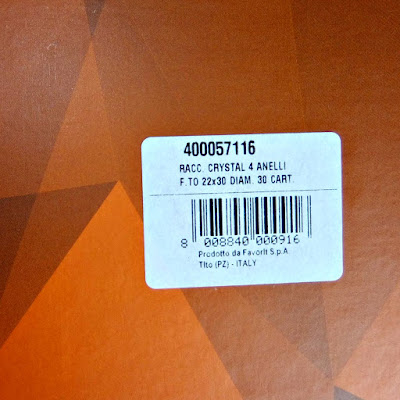 400057116
RACC. CRYSTAL 4 ANELLI
F.TO 22x30 DIAM. 30 CART.
8 008840 000916
Prodotto da Favorit S.p.A
Tito (PZ) - ITALY